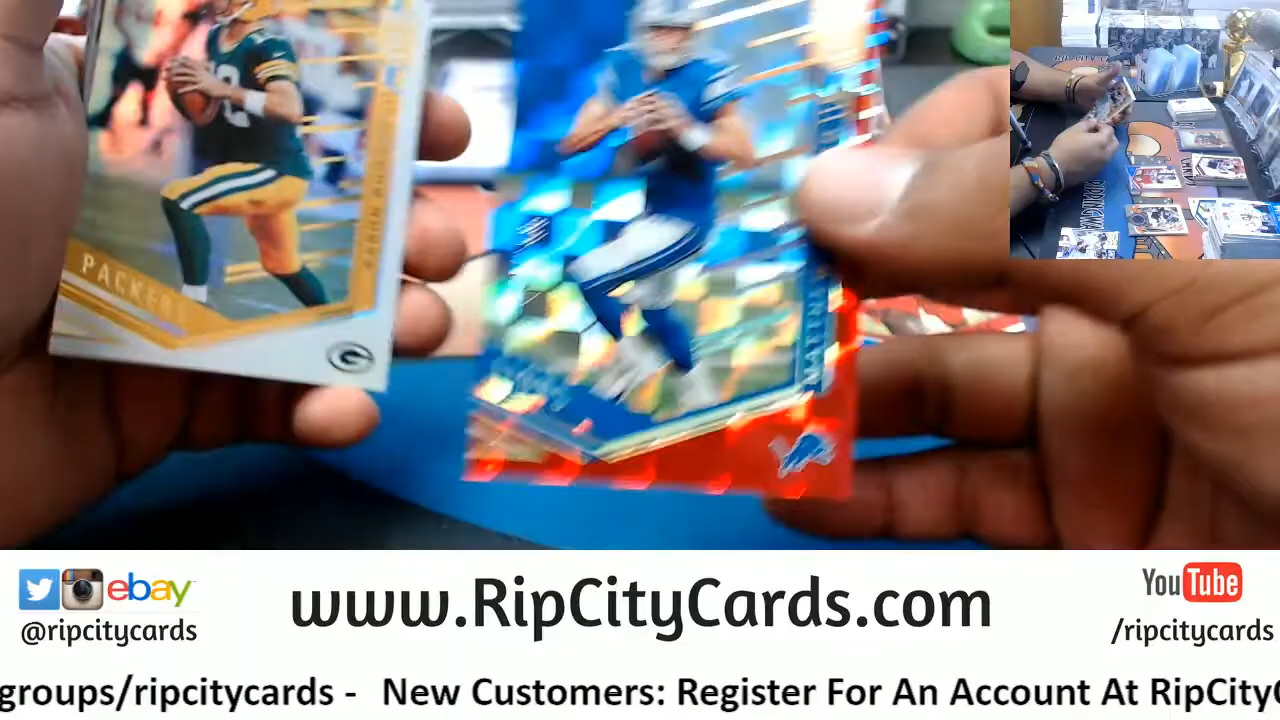 PACKERS
www.RipCityCards.com
ebay
@ripcitycards
YouTube
/ripcitycards
groups/ripcitycards - New Customers: Register For An Account At RipCity